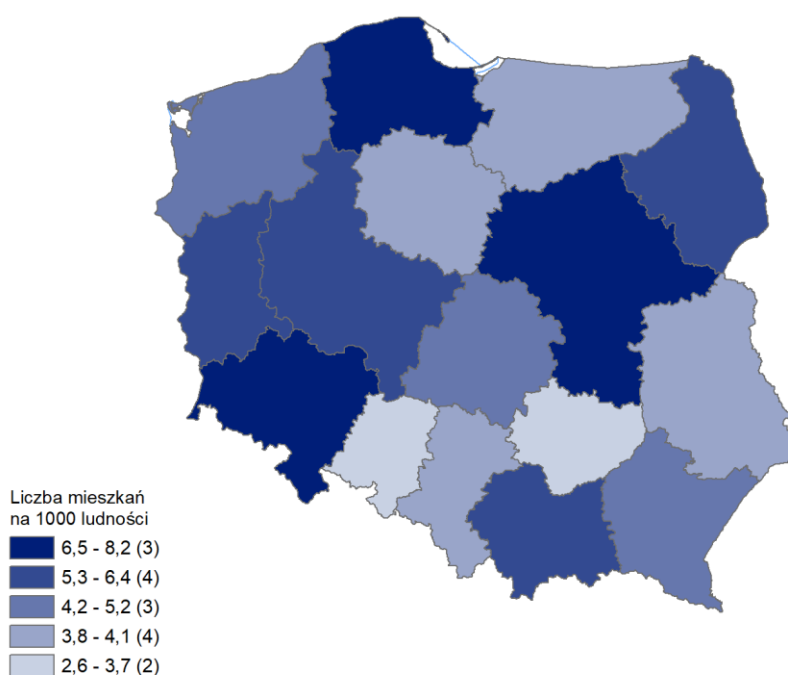 Liczba mieszkań
na 1000 ludności
6,5 - 8,2 (3)
5,3 - 6,4 (4)
4,2 - 5,2 (3)
3,8 - 4,1 (4)
2,6 - 3,7 (2)